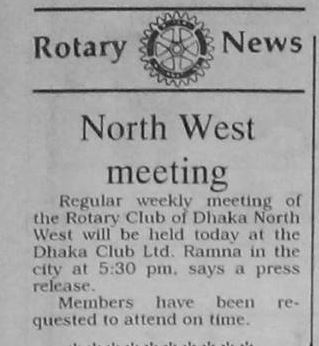 Rotary News
North West
meeting
Regular weekly meeting of
the Rotary Club of Dhaka North
West will be held today at the
Dhaka Club Ltd. Ramna in the
city at 5:30 pm, says a press
release.
Members have been re-
quested to attend on time.